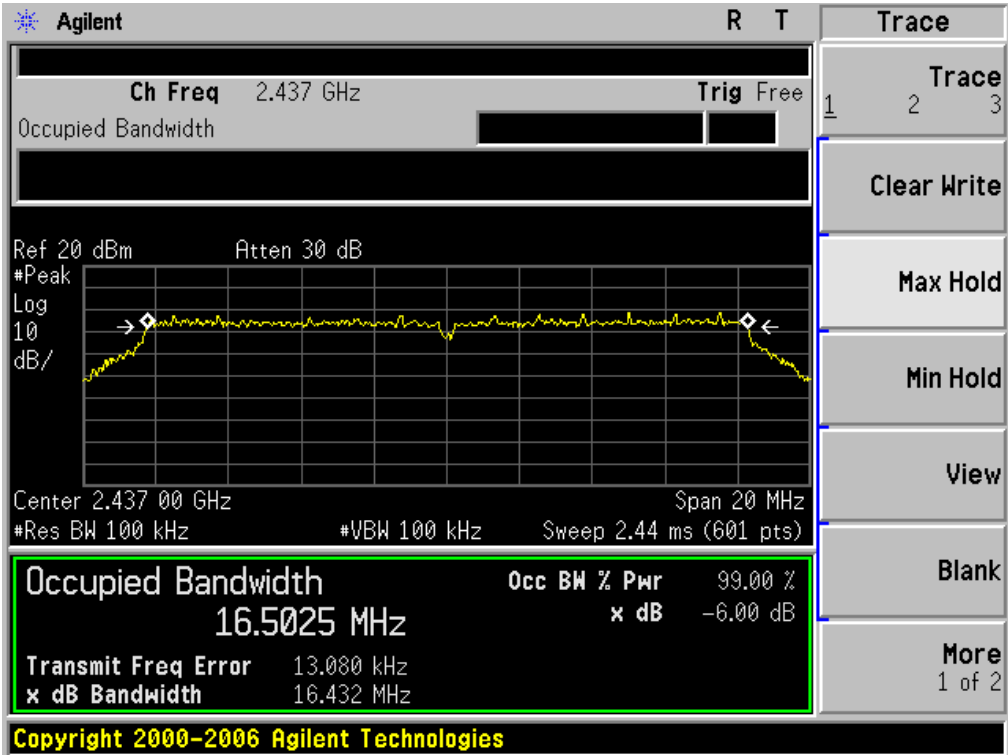 Agilent R T Trace
Ch Freq 2.437 GHz Trig Free
Occupied Bandwidth
Trace
1 2 3
Clear Write
Max Hold
Min Hold
View
Blank
More
1 of 2
Ref 20 dBm Atten 30 dB
#Peak
Log
10
dB/
Center 2.437 00 GHz Span 20 MHz
#Res BW 100 kHz #VBW 100 kHz Sweep 2.44 ms (601 pts)
Occupied Bandwidth Occ BW % Pwr 99.00 %
16.5025 MHz x dB -6.00 dB
Transmit Freq Error 13.080 kHz
x dB Bandwidth 16.432 MHz
Copyright 2000-2006 Agilent Technologies